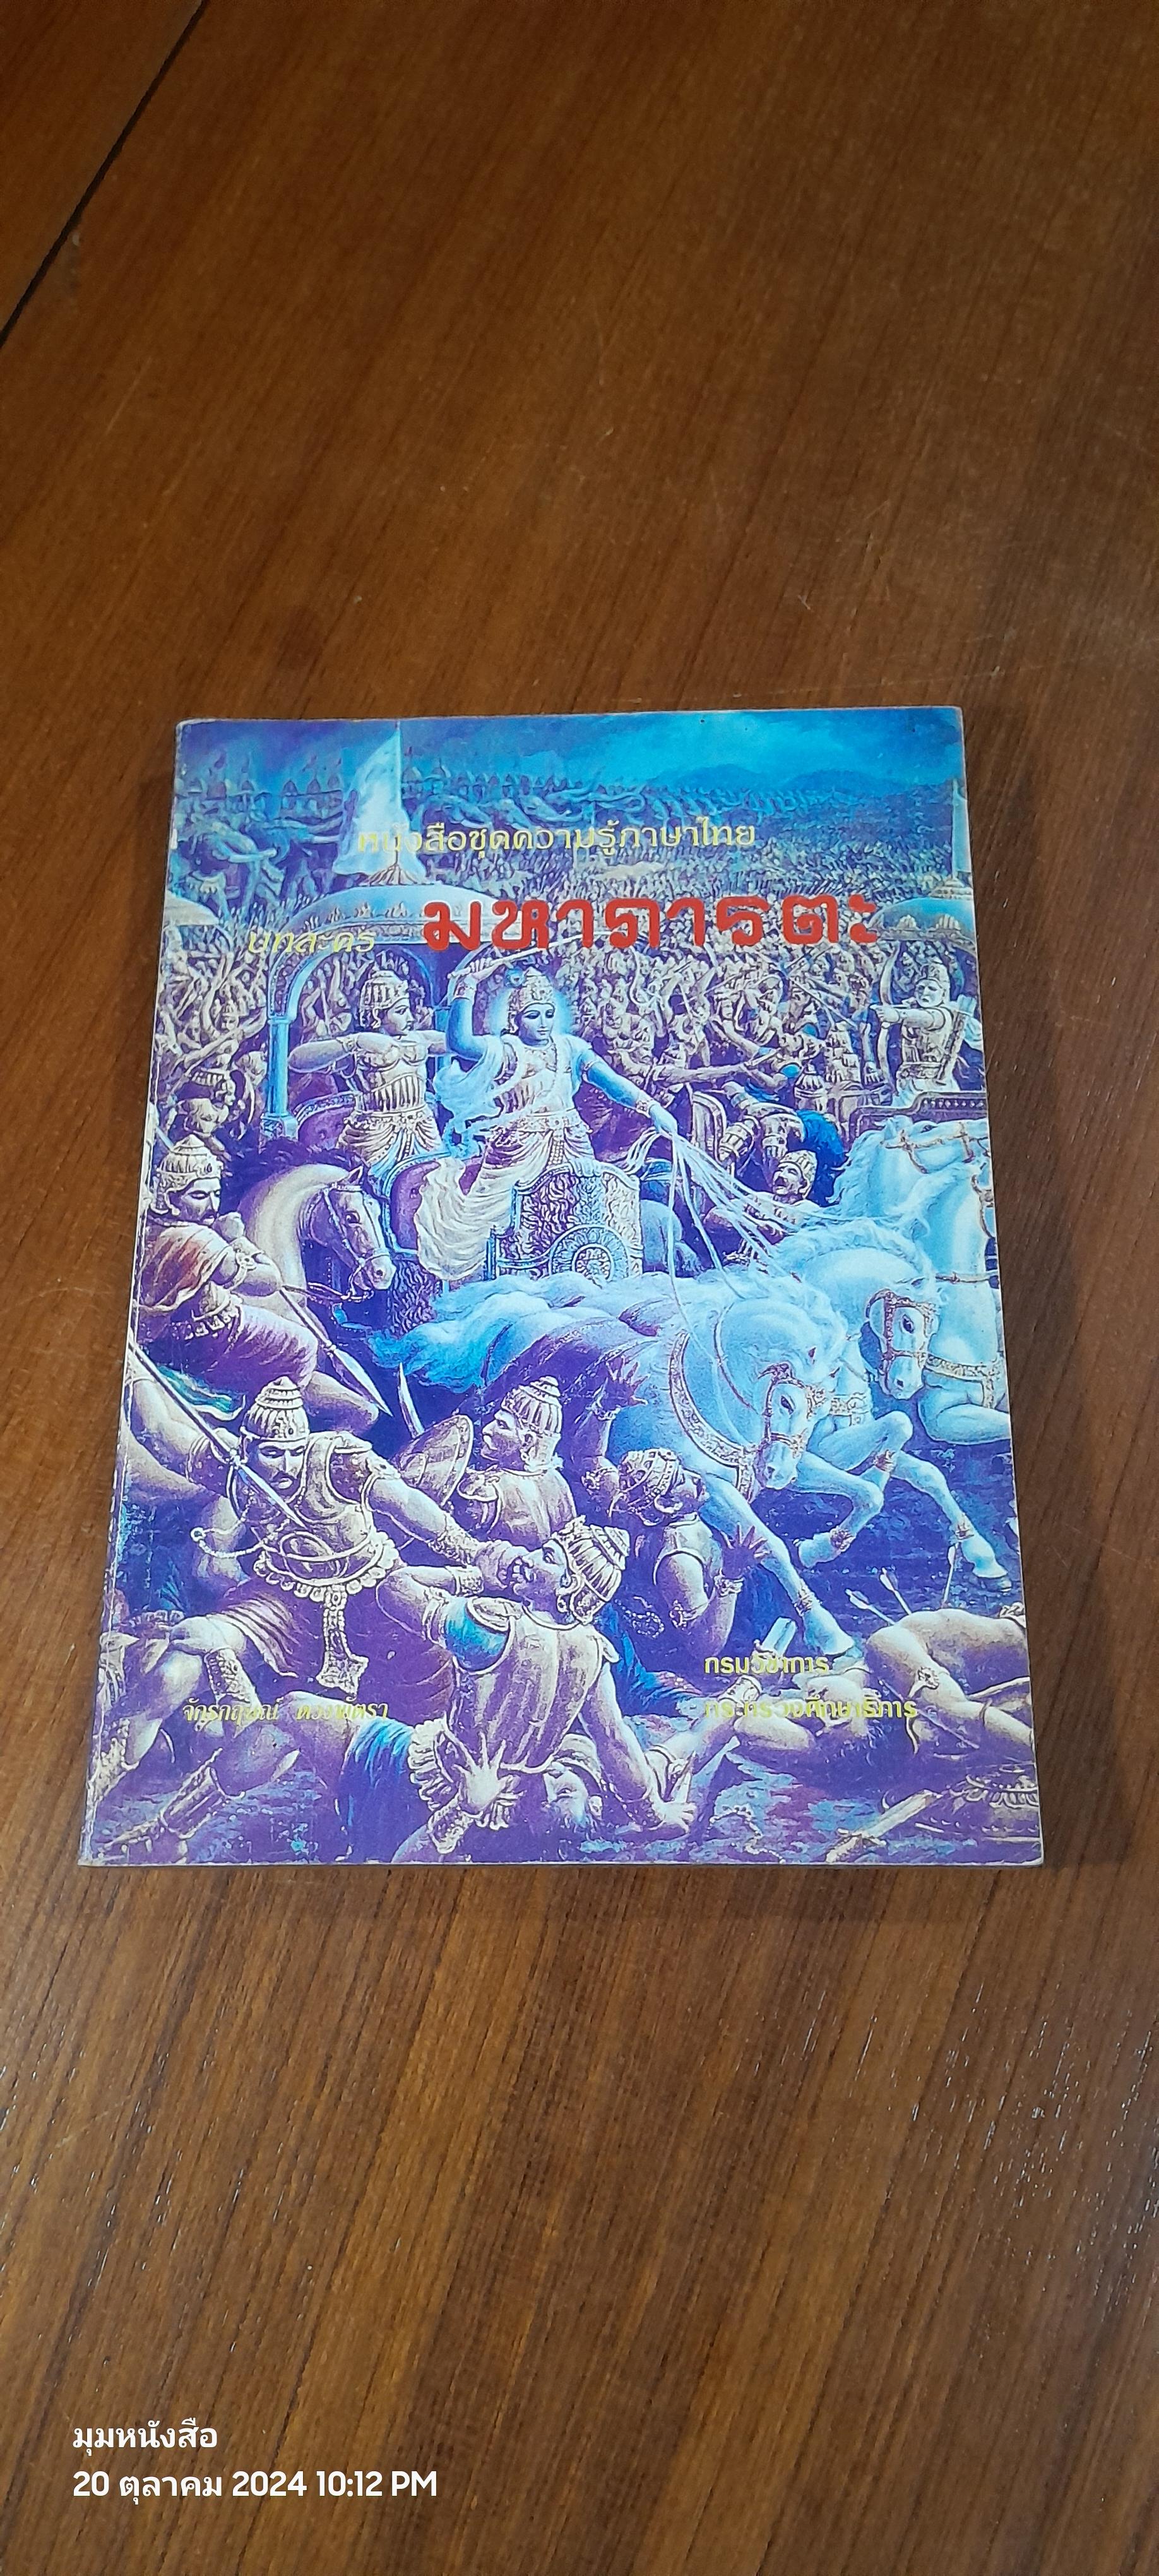 หนังสือชุดความรู้ภาษาไทย
บทละคร มหาภารตะ
กรมวิชาการ
จักรกฤษณ์ ดวงพัตรา กระทรวงศึกษาธิการ
มุมหนังสือ
20 ตุลาคม 2024 10:12 PM